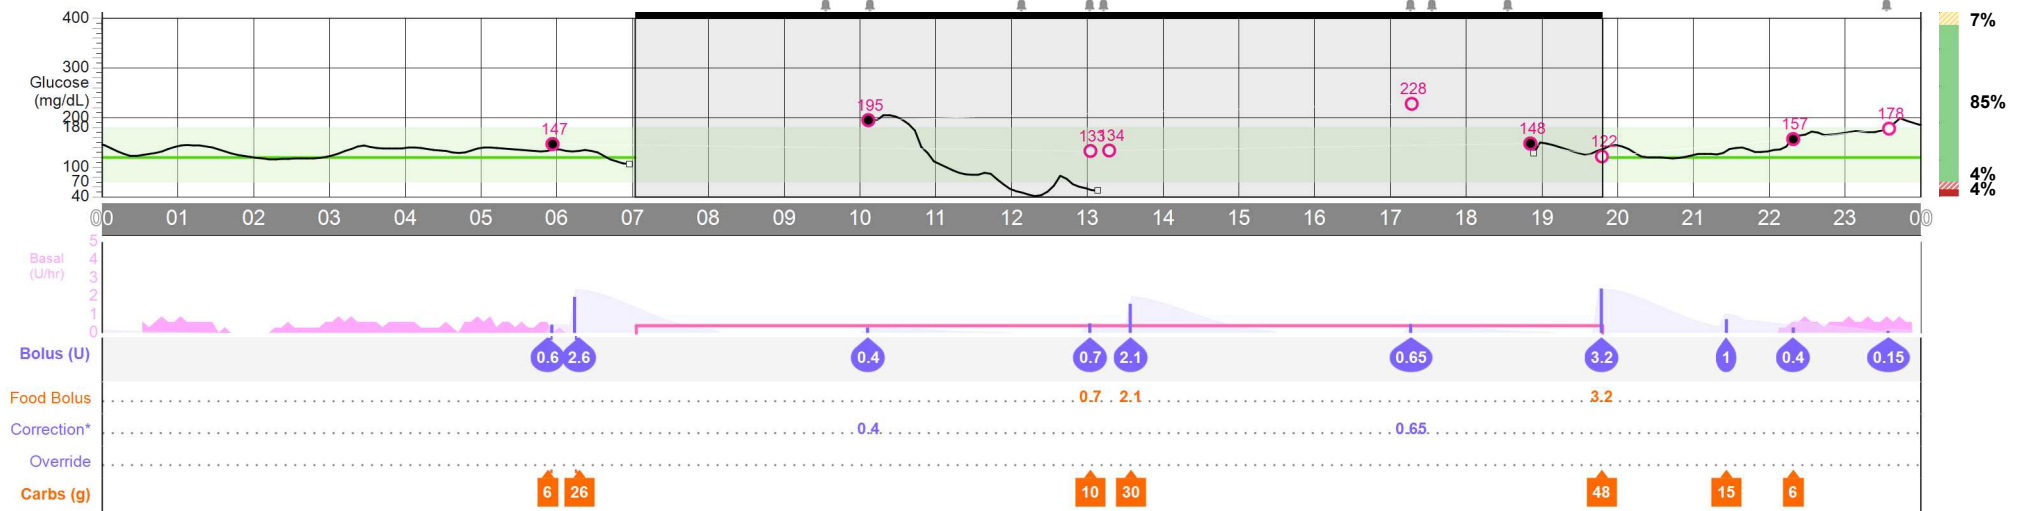 400
7%
300
Glucose
(mg/dL)
228
85%
200
195
178
180
157
147
148
133 134
122
100
4%
70
4%
40
00 01 02 03 04 05 06 07 08 09 10 11 12 13 14 15 16 17 18 19 20 21 22 23 00
5
Basal 4
(U/hr) 3
2
1
0
Bolus (U) 0.6 2.6 0.4 0.7 2.1 0.65 3.2 1 0.4 0.15
Food Bolus 0.7 2.1 3.2
Correction* 0.4 0.65
Override
Carbs (g) 6 26 10 30 48 15 6